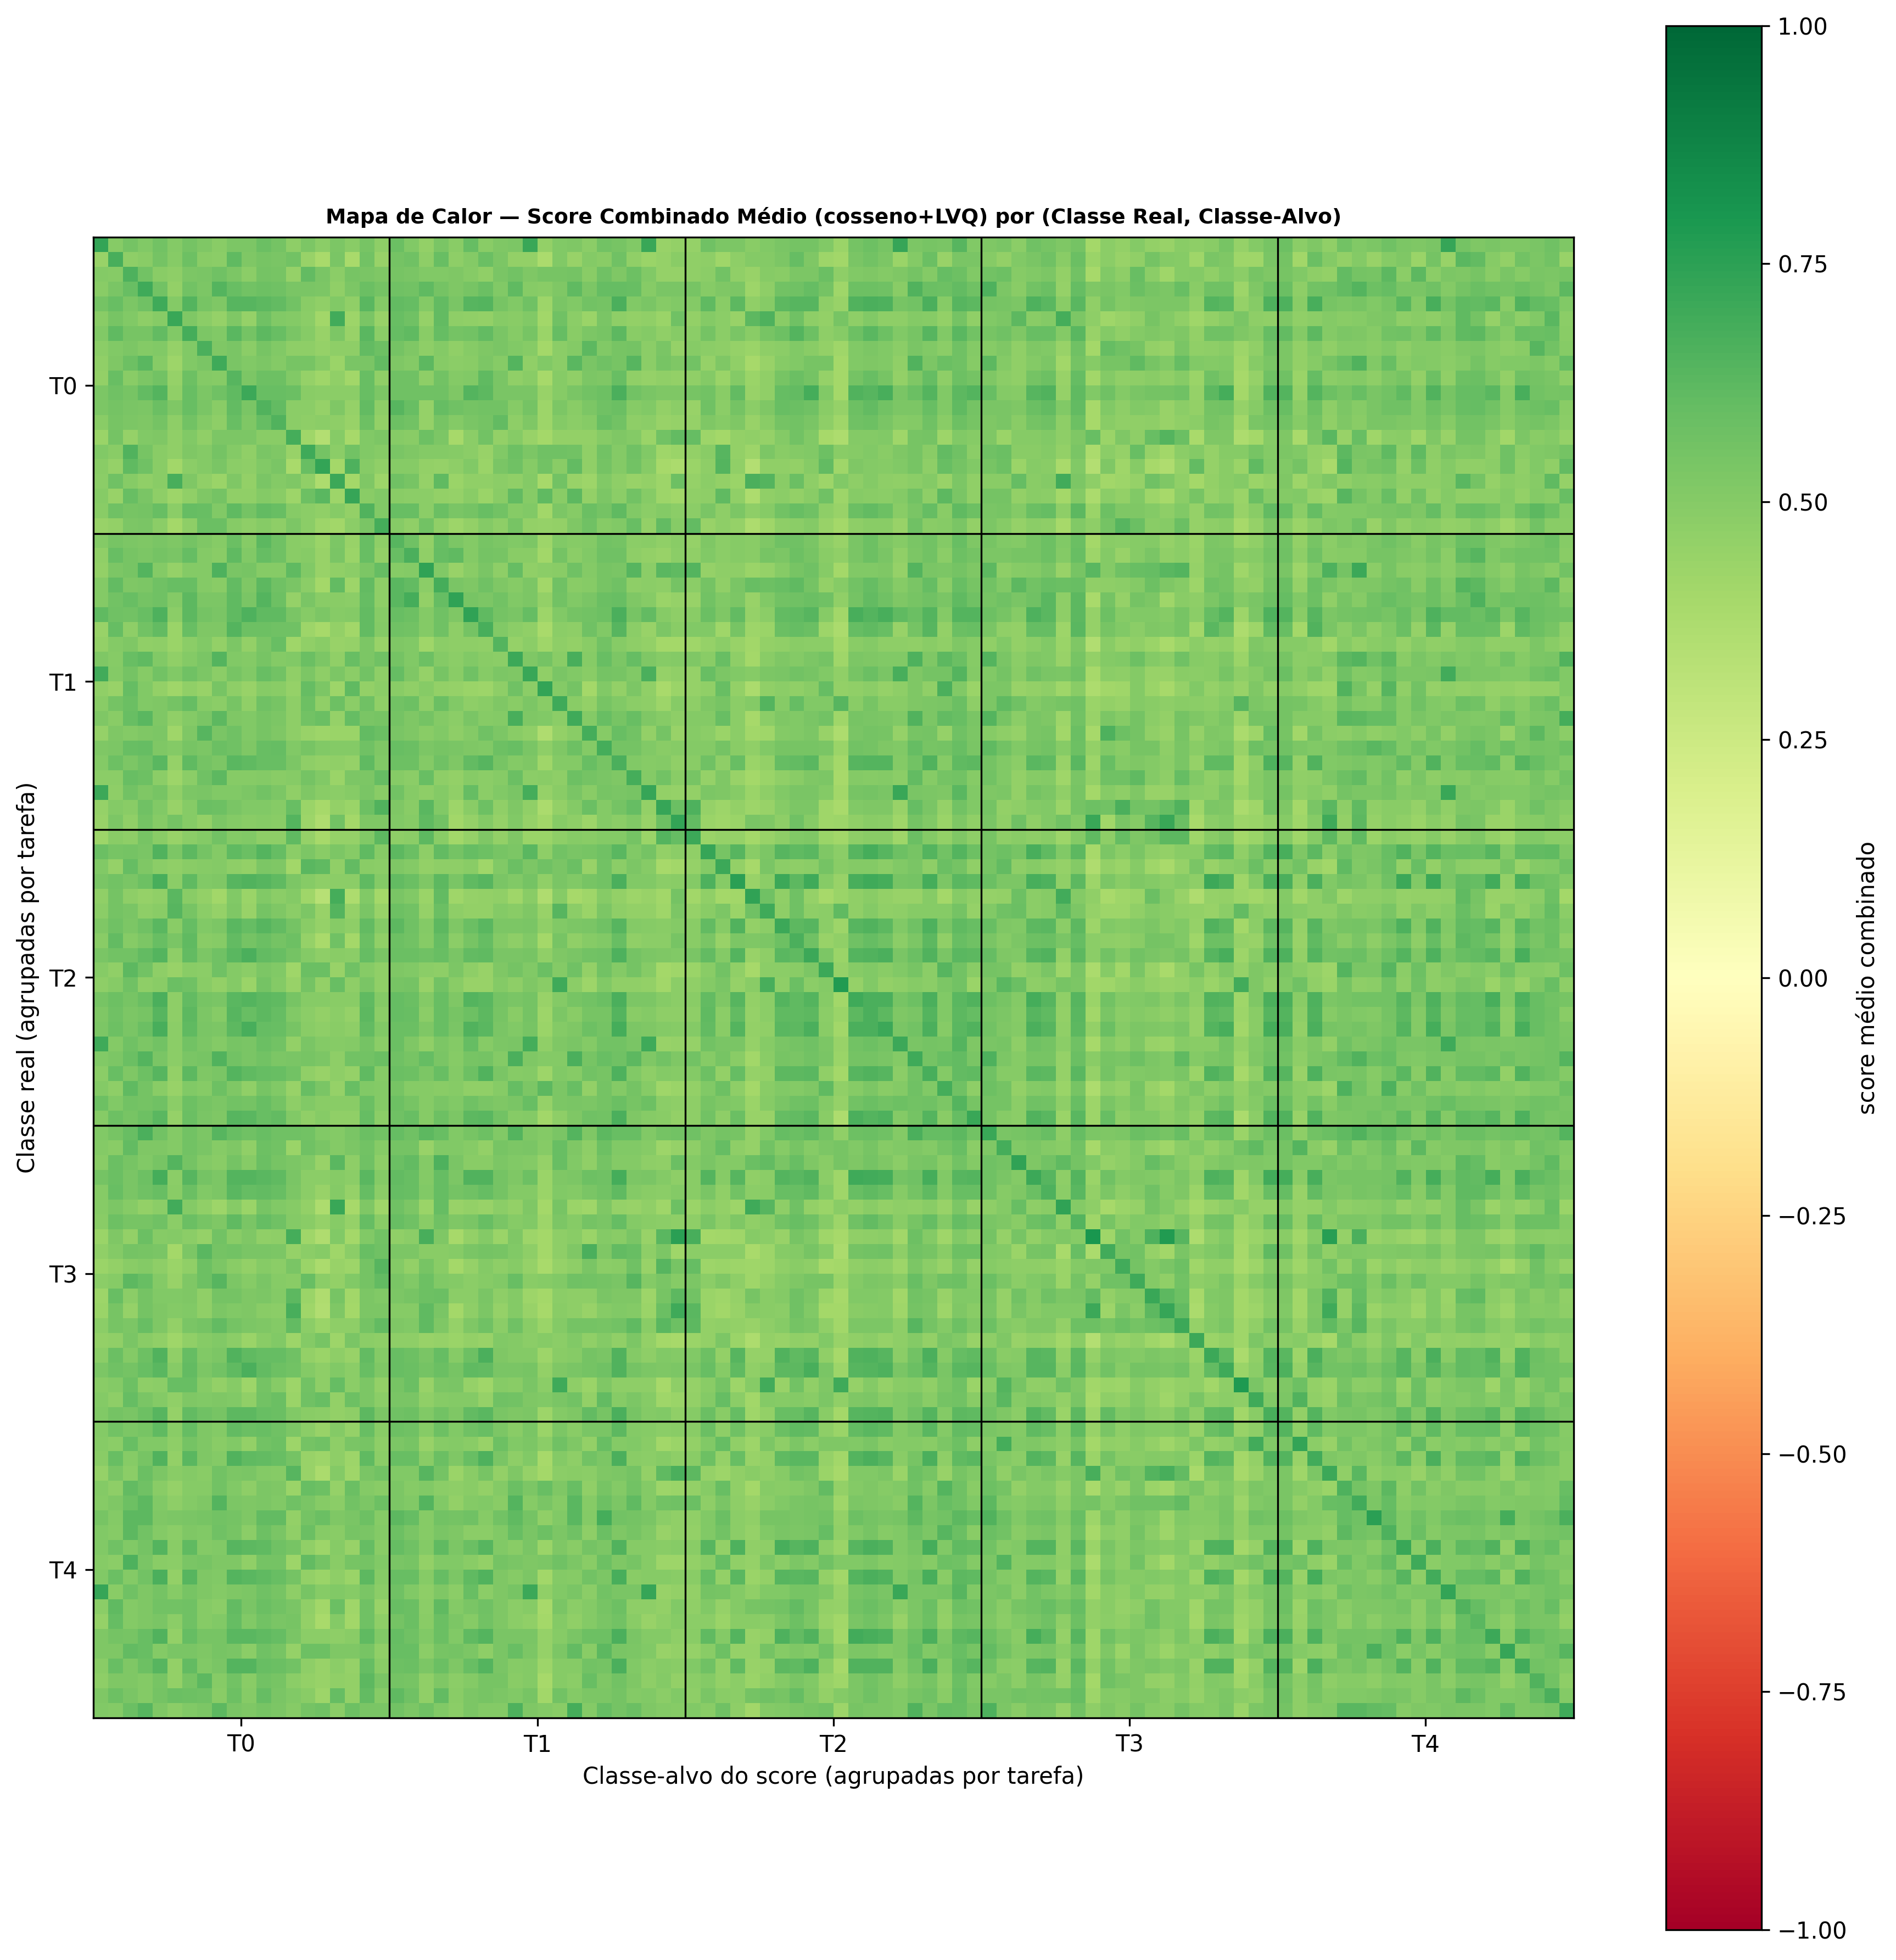 Mapa de Calor — Score Combinado Médio (cosseno+LVQ) por (Classe Real, Classe-Alvo)
Classe real (agrupadas por tarefa)
T0
T1
T2
T3
T4
T0 T1 T2 T3 T4
Classe-alvo do score (agrupadas por tarefa)
1.00
0.75
0.50
0.25
0.00
−0.25
−0.50
−0.75
−1.00
score médio combinado